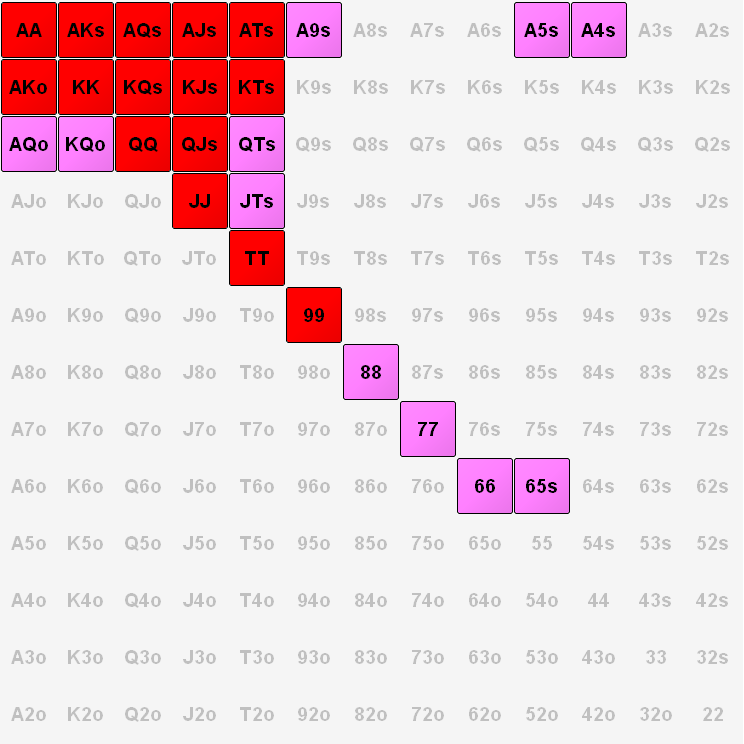 AA AKs AQs AJs ATs A9s A8s A7s A6s A5s A4s A3s A2s
AKo KK KQs KJs KTs K9s K8s K7s K6s K5s K4s K3s K2s
AQo KQo QQ QJs QTs Q9s Q8s Q7s Q6s Q5s Q4s Q3s Q2s
AJo KJo QJo JJ JTs J9s J8s J7s J6s J5s J4s J3s J2s
ATo KTo QTo JTo TT T9s T8s T7s T6s T5s T4s T3s T2s
A9o K9o Q9o J9o T9o 99 98s 97s 96s 95s 94s 93s 92s
A8o K8o Q8o J8o T8o 98o 88 87s 86s 85s 84s 83s 82s
A7o K7o Q7o J7o T7o 97o 87o 77 76s 75s 74s 73s 72s
A6o K6o Q6o J6o T6o 96o 86o 76o 66 65s 64s 63s 62s
A5o K5o Q5o J5o T5o 95o 85o 75o 65o 55 54s 53s 52s
A4o K4o Q4o J4o T4o 94o 84o 74o 64o 54o 44 43s 42s
A3o K3o Q3o J3o T3o 93o 83o 73o 63o 53o 43o 33 32s
A2o K2o Q2o J2o T2o 92o 82o 72o 62o 52o 42o 32o 22